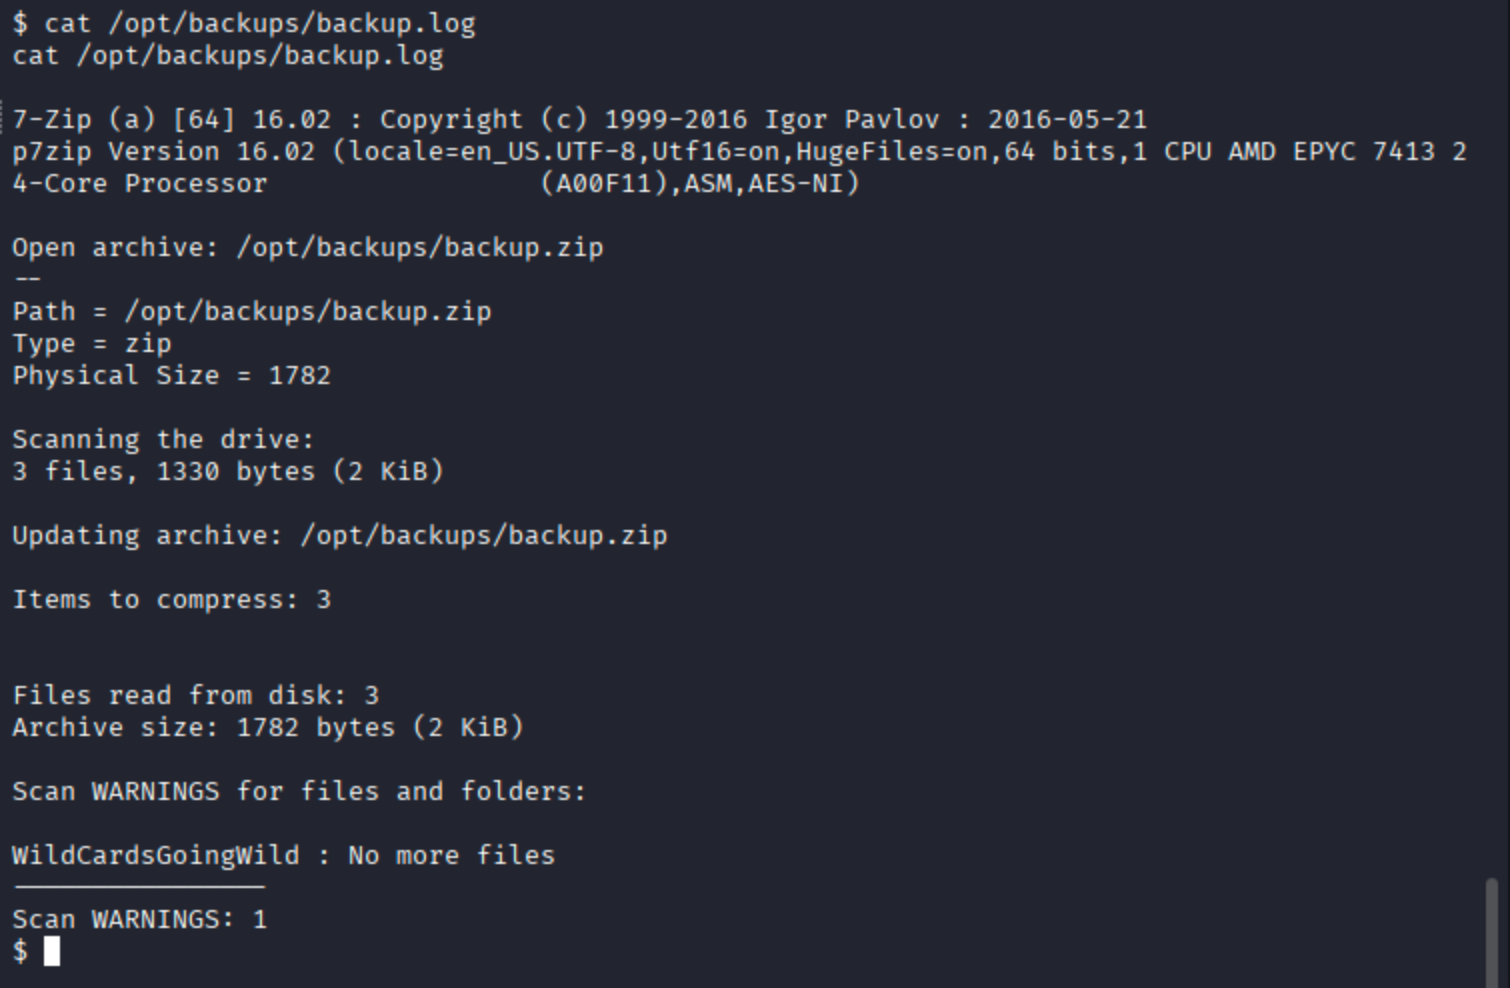 $ cat /opt/backups/backup.log
cat /opt/backups/backup.log
7-Zip (a) [64] 16.02 : Copyright (c) 1999-2016 Igor Pavlov : 2016-05-21
p7zip Version 16.02 (locale=en_US.UTF-8,Utf16=on,HugeFiles=on,64 bits,1 CPU AMD EPYC 7413 2
4-Core Processor                 (A00F11),ASM,AES-NI)
Open archive: /opt/backups/backup.zip
--
Path = /opt/backups/backup.zip
Type = zip
Physical Size = 1782
Scanning the drive:
3 files, 1330 bytes (2 KiB)
Updating archive: /opt/backups/backup.zip
Items to compress: 3
Files read from disk: 3
Archive size: 1782 bytes (2 KiB)
Scan WARNINGS for files and folders:
WildCardsGoingWild : No more files
----------------
Scan WARNINGS: 1
$